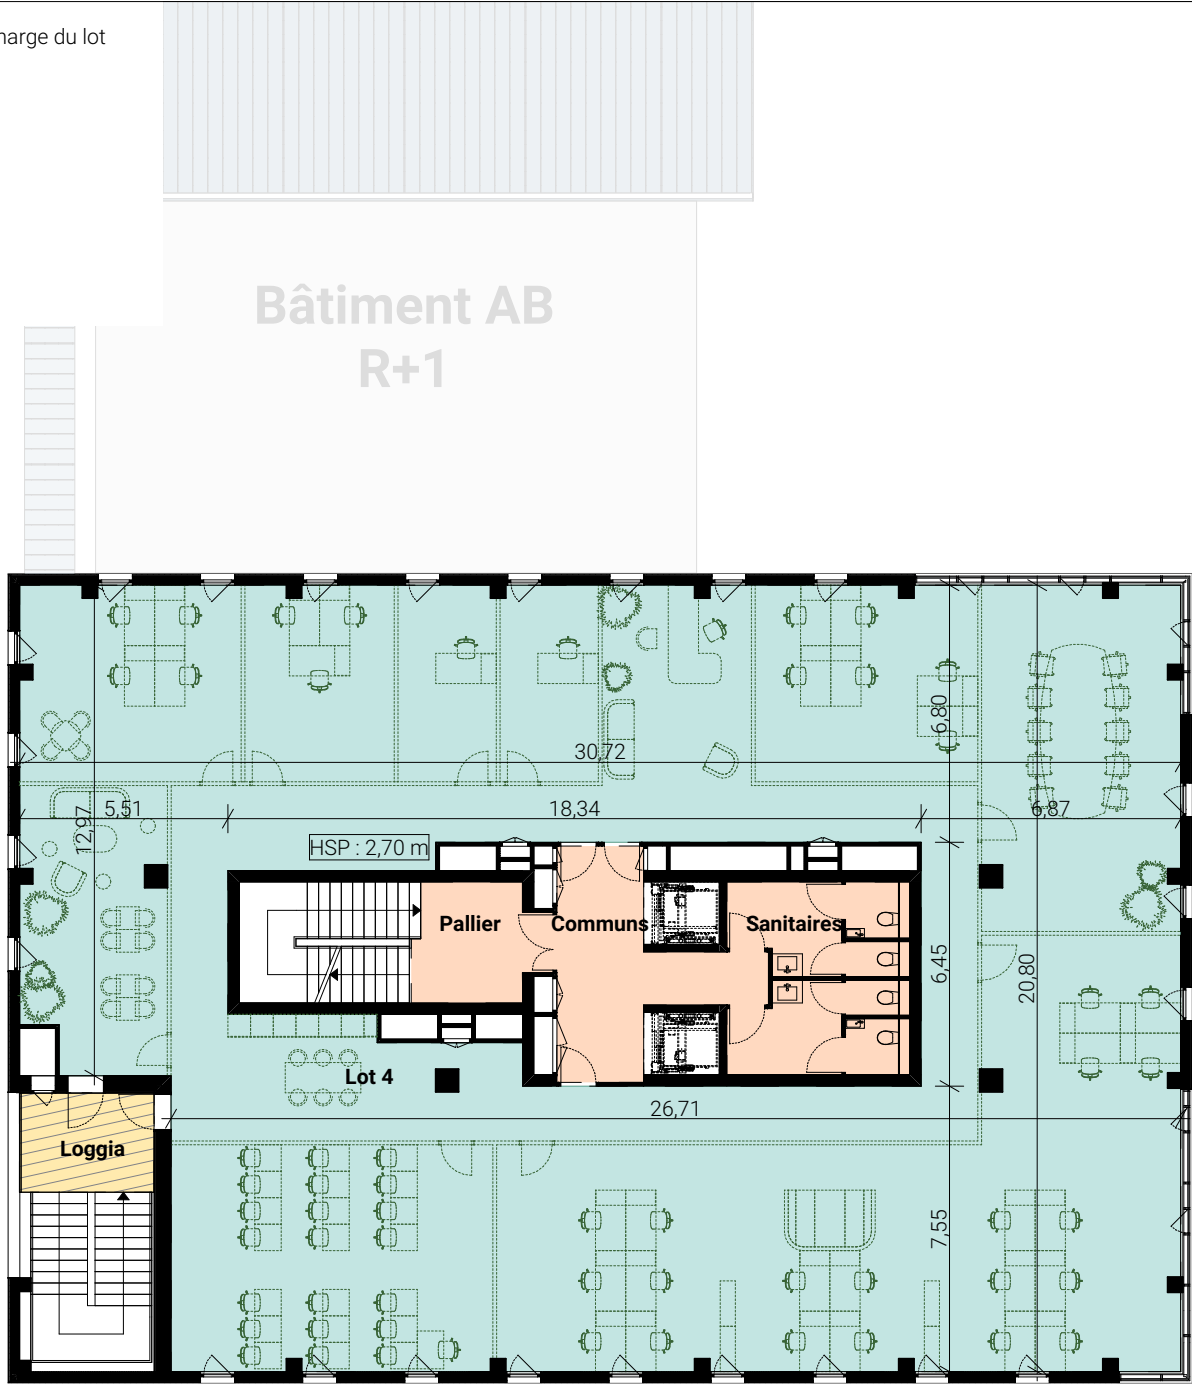 harge du lot
Bâtiment AB
R+1
6,80
30,72
5,51
18,34
6,87
12,97
HSP : 2,70 m
Pallier
Communs
Sanitaires
6,45
20,80
Lot 4
26,71
Loggia
7,55